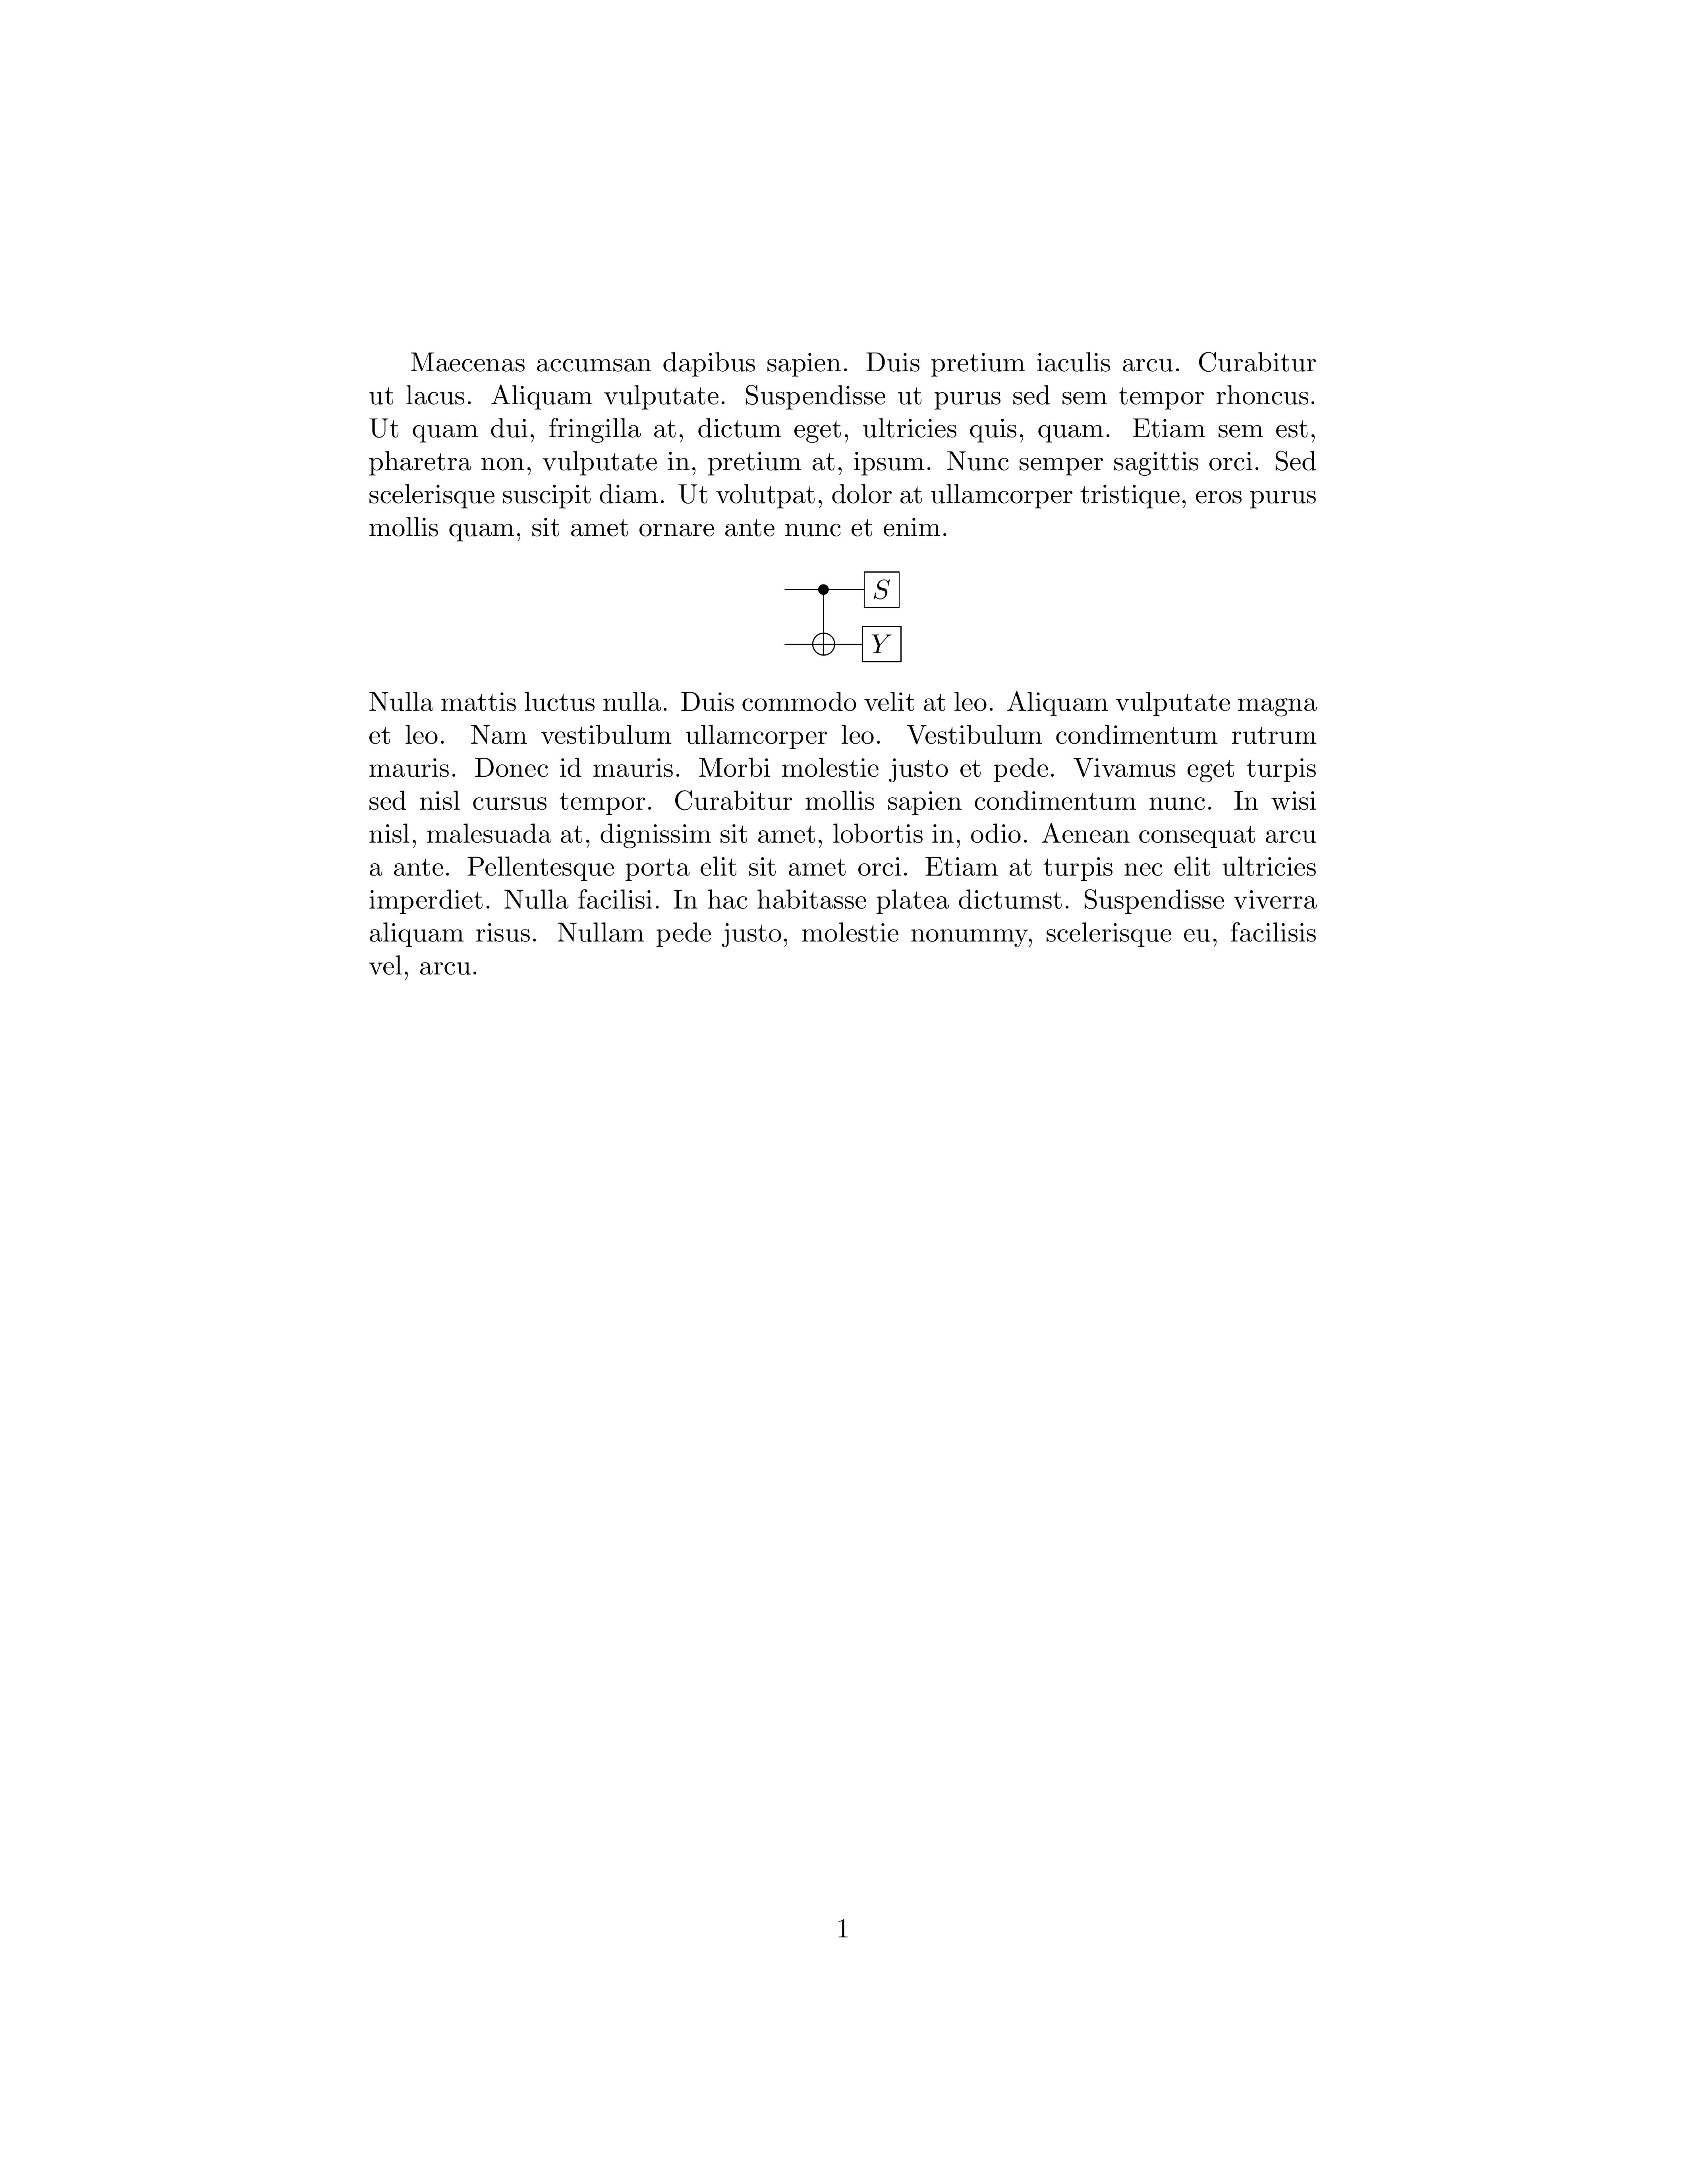 Maecenas accumsan dapibus sapien. Duis pretium iaculis arcu. Curabitur
ut lacus. Aliquam vulputate. Suspendisse ut purus sed sem tempor rhoncus.
Ut quam dui, fringilla at, dictum eget, ultricies quis, quam. Etiam sem est,
pharetra non, vulputate in, pretium at, ipsum. Nunc semper sagittis orci. Sed
scelerisque suscipit diam. Ut volutpat, dolor at ullamcorper tristique, eros purus
mollis quam, sit amet ornare ante nunc et enim.
S
Y
Nulla mattis luctus nulla. Duis commodo velit at leo. Aliquam vulputate magna
et leo. Nam vestibulum ullamcorper leo. Vestibulum condimentum rutrum
mauris. Donec id mauris. Morbi molestie justo et pede. Vivamus eget turpis
sed nisl cursus tempor. Curabitur mollis sapien condimentum nunc. In wisi
nisl, malesuada at, dignissim sit amet, lobortis in, odio. Aenean consequat arcu
a ante. Pellentesque porta elit sit amet orci. Etiam at turpis nec elit ultricies
imperdiet. Nulla facilisi. In hac habitasse platea dictumst. Suspendisse viverra
aliquam risus. Nullam pede justo, molestie nonummy, scelerisque eu, facilisis
vel, arcu.
1